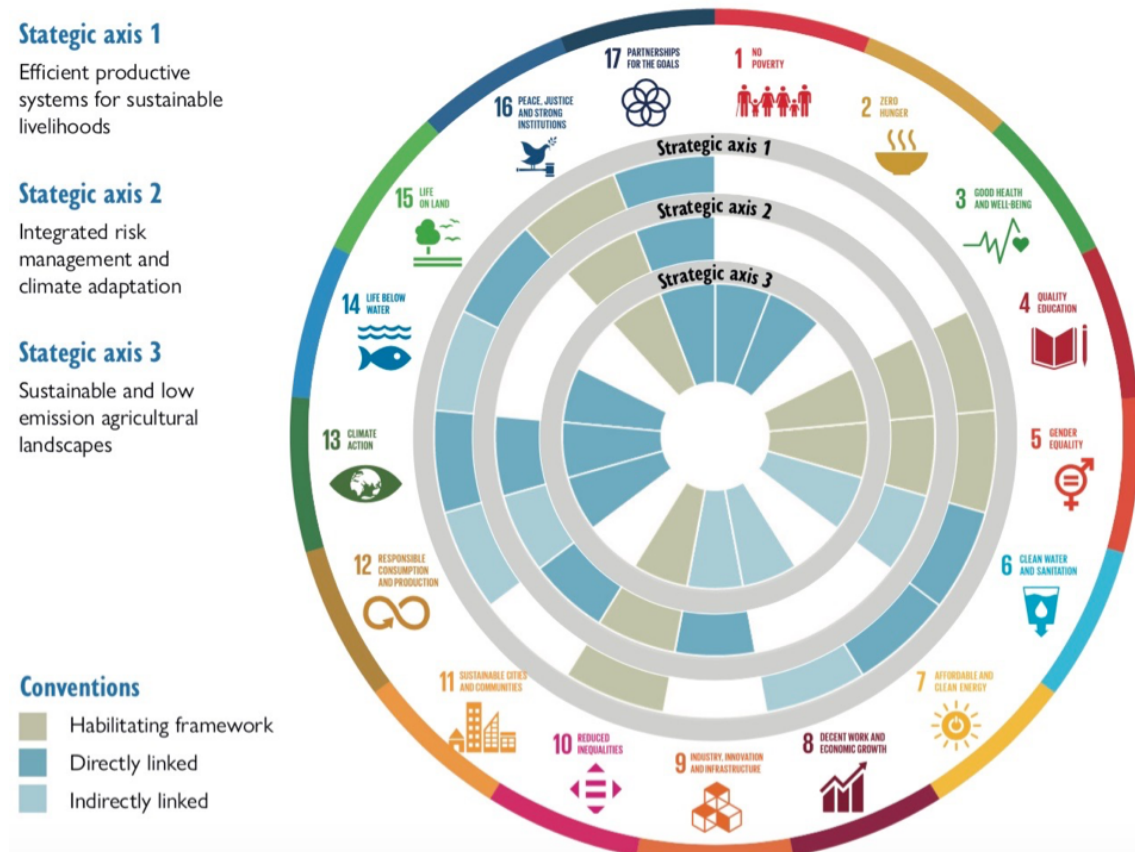 Stategic axis 1
Efficient productive
systems for sustainable
livelihoods
Stategic axis 2
Integrated risk
management and
climate adaptation
Stategic axis 3
Sustainable and low
emission agricultural
landscapes
Conventions
Habilitating framework
Directly linked
Indirectly linked
Strategic axis 1
Strategic axis 2
Strategic axis 3
1 NO
POVERTY
2 ZERO
HUNGER
3 GOOD HEALTH
AND WELL-BEING
4 QUALITY
EDUCATION
5 GENDER
EQUALITY
6 CLEAN WATER
AND SANITATION
7 AFFORDABLE AND
CLEAN ENERGY
8 DECENT WORK AND
ECONOMIC GROWTH
9 INDUSTRY, INNOVATION
AND INFRASTRUCTURE
10 REDUCED
INEQUALITIES
11 SUSTAINABLE CITIES
AND COMMUNITIES
12 RESPONSIBLE
CONSUMPTION
AND PRODUCTION
13 CLIMATE
ACTION
14 LIFE BELOW
WATER
15 LIFE
ON LAND
16 PEACE, JUSTICE
AND STRONG
INSTITUTIONS
17 PARTNERSHIPS
FOR THE GOALS